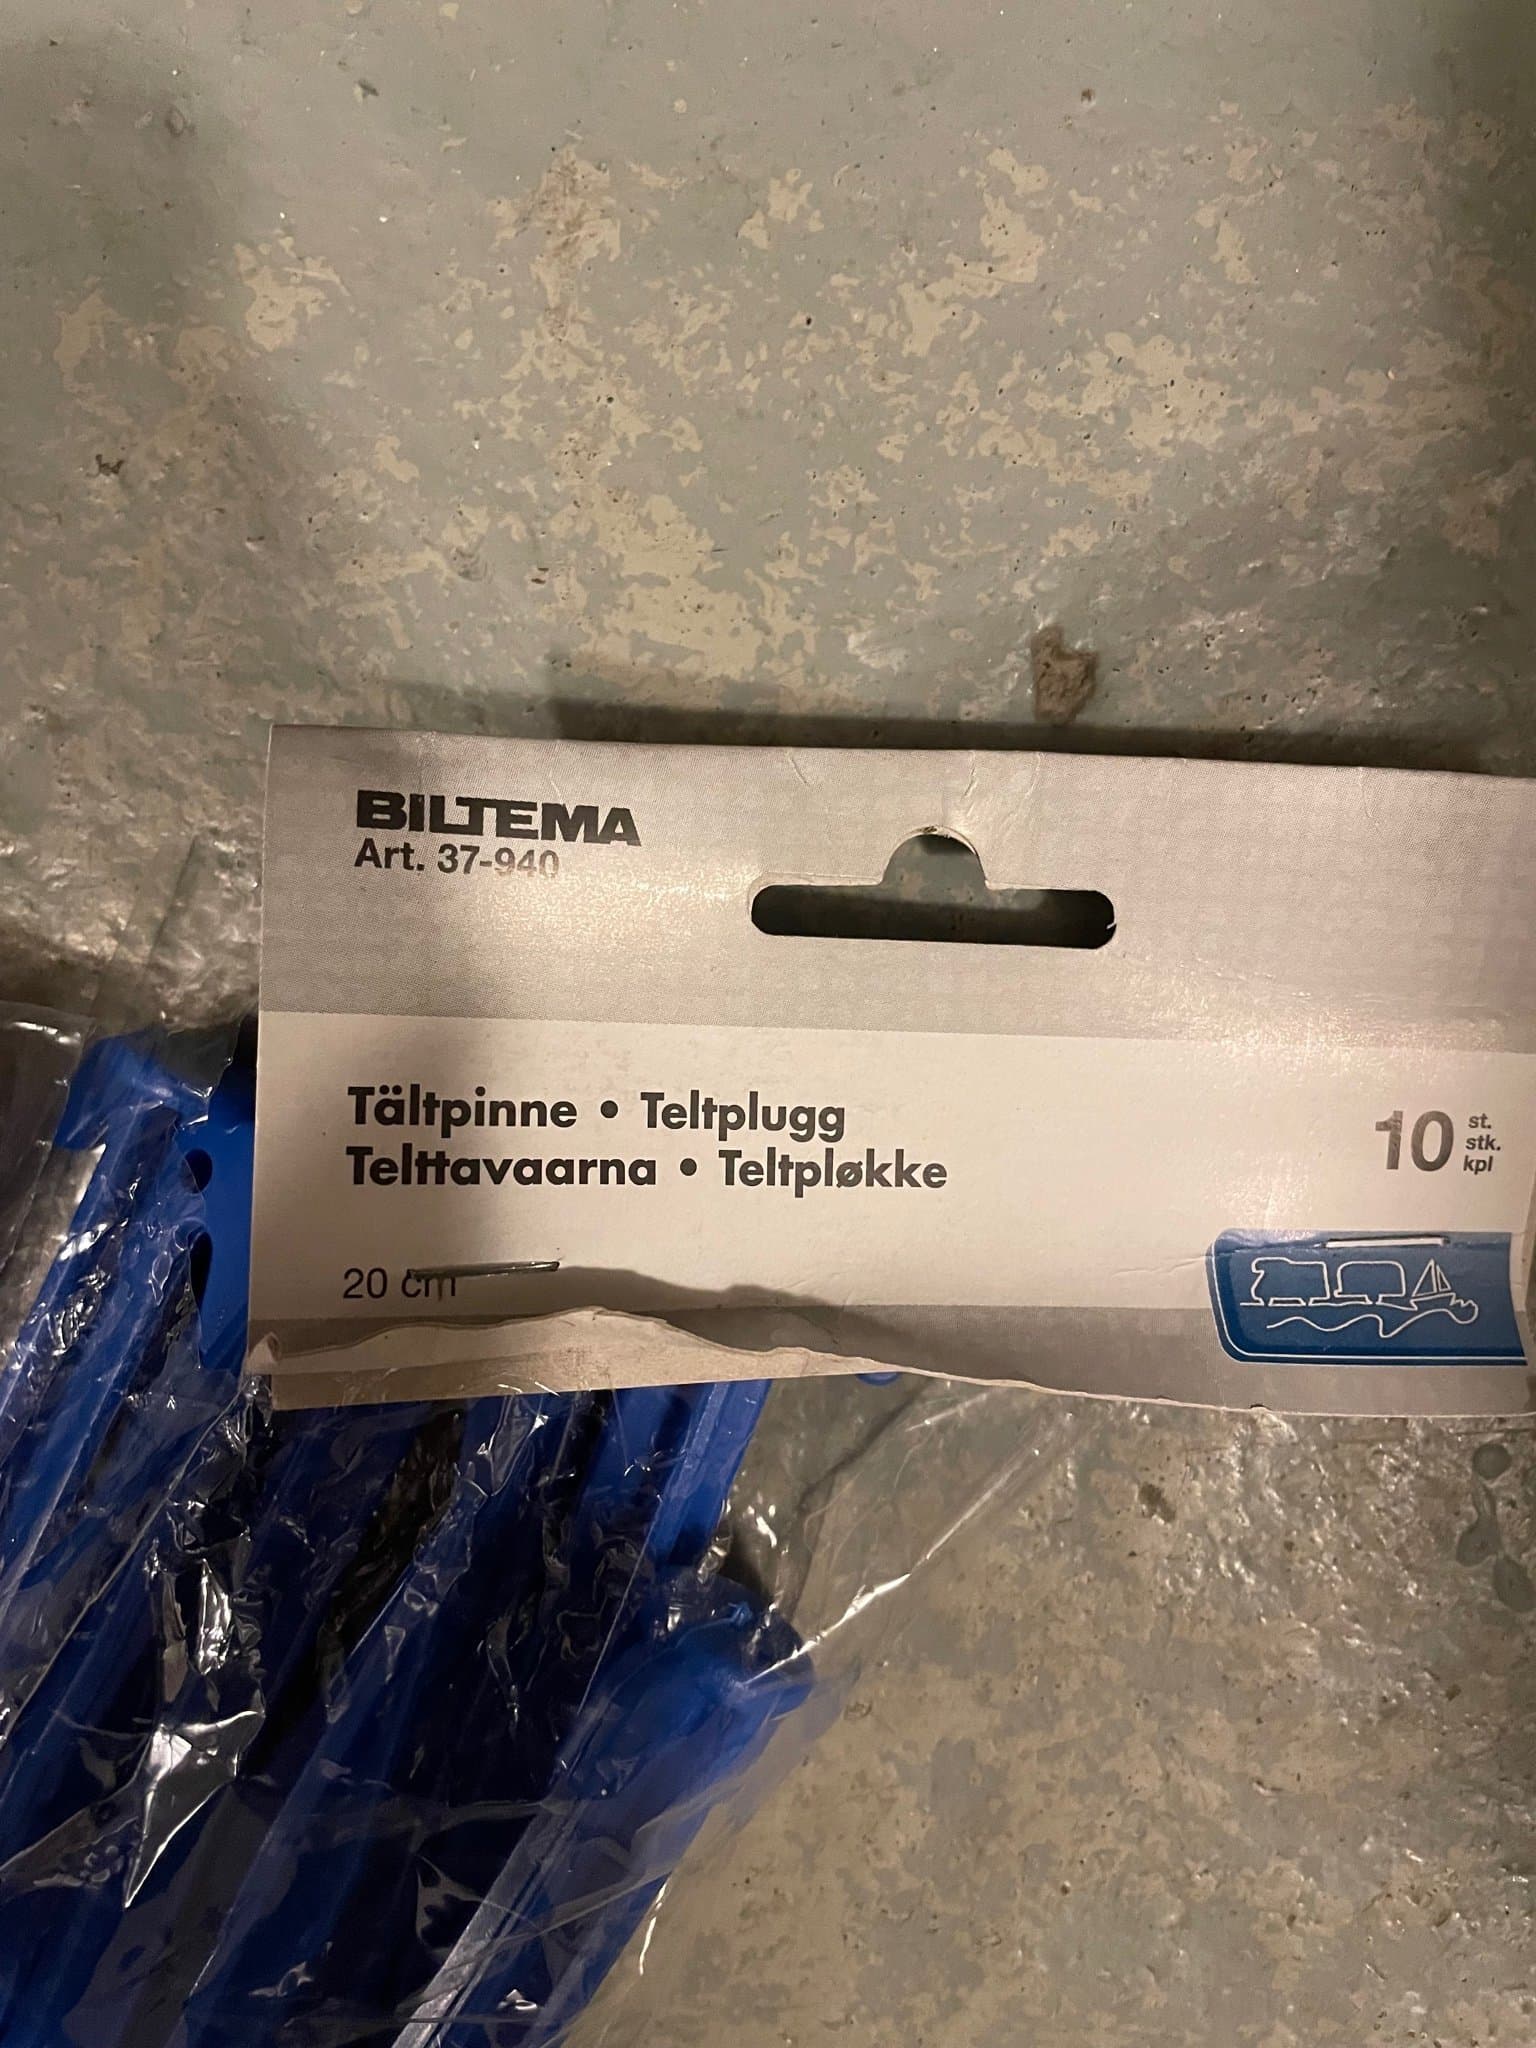 BILTEMA
Art. 37-940
Tältpinne • Teltplugg
Telttavaarna • Teltpløkke
10 st.
stk.
kpl
20 cm